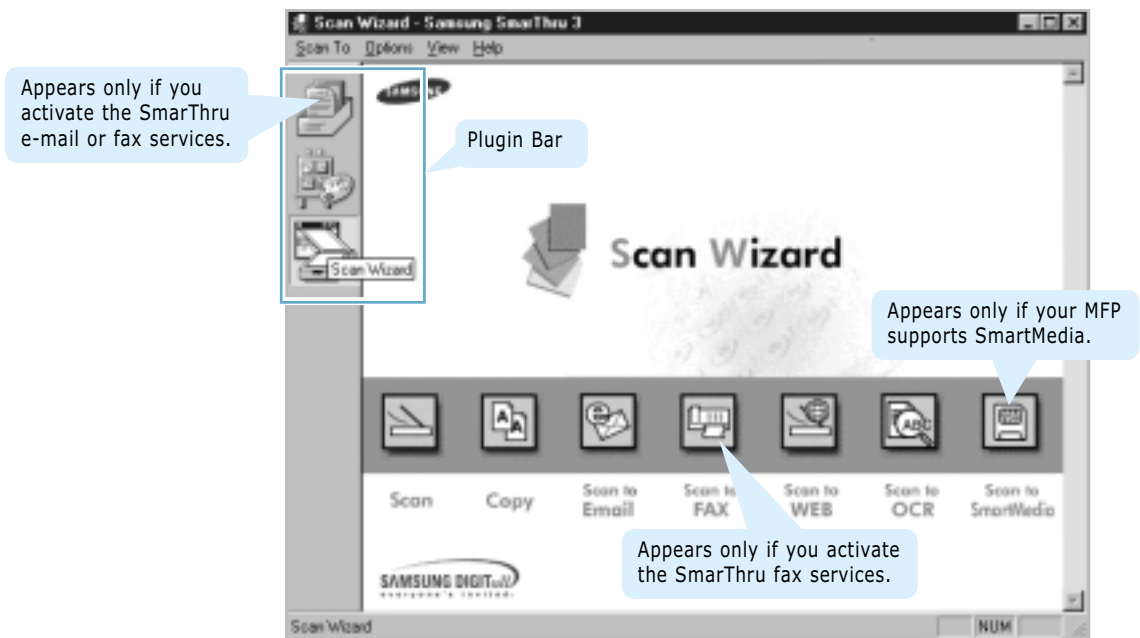 Scan Wizard - Samsung SmarThru 3
Scan To Options View Help
Appears only if you
activate the SmarThru
e-mail or fax services.
SAMSUNG
Plugin Bar
Scan Wizard
Scan Wizard
Appears only if your MFP
supports SmartMedia.
Scan
Copy
Scan to
Email
Scan to
FAX
Scan to
WEB
Scan to
OCR
Scan to
SmartMedia
Appears only if you activate
the SmarThru fax services.
SAMSUNG DIGITall
everyone's invited.
Scan Wizard
NUM